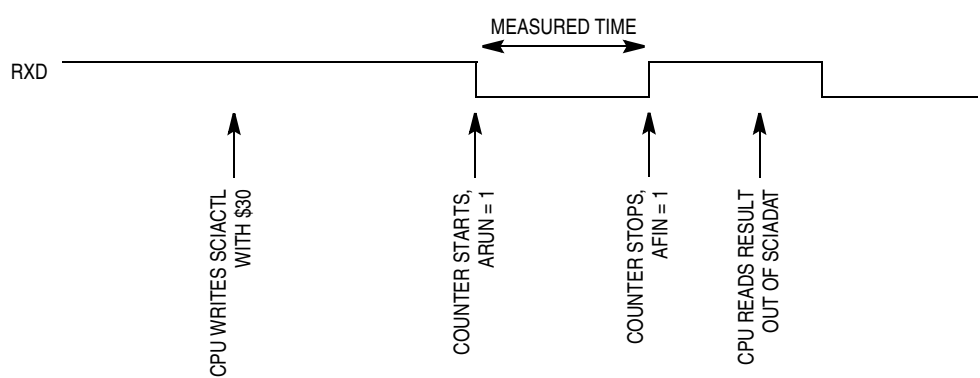 MEASURED TIME
RXD
CPU WRITES SCIACTL
WITH $30
COUNTER STARTS,
ARUN = 1
COUNTER STOPS,
AFIN = 1
CPU READS RESULT
OUT OF SCIADAT